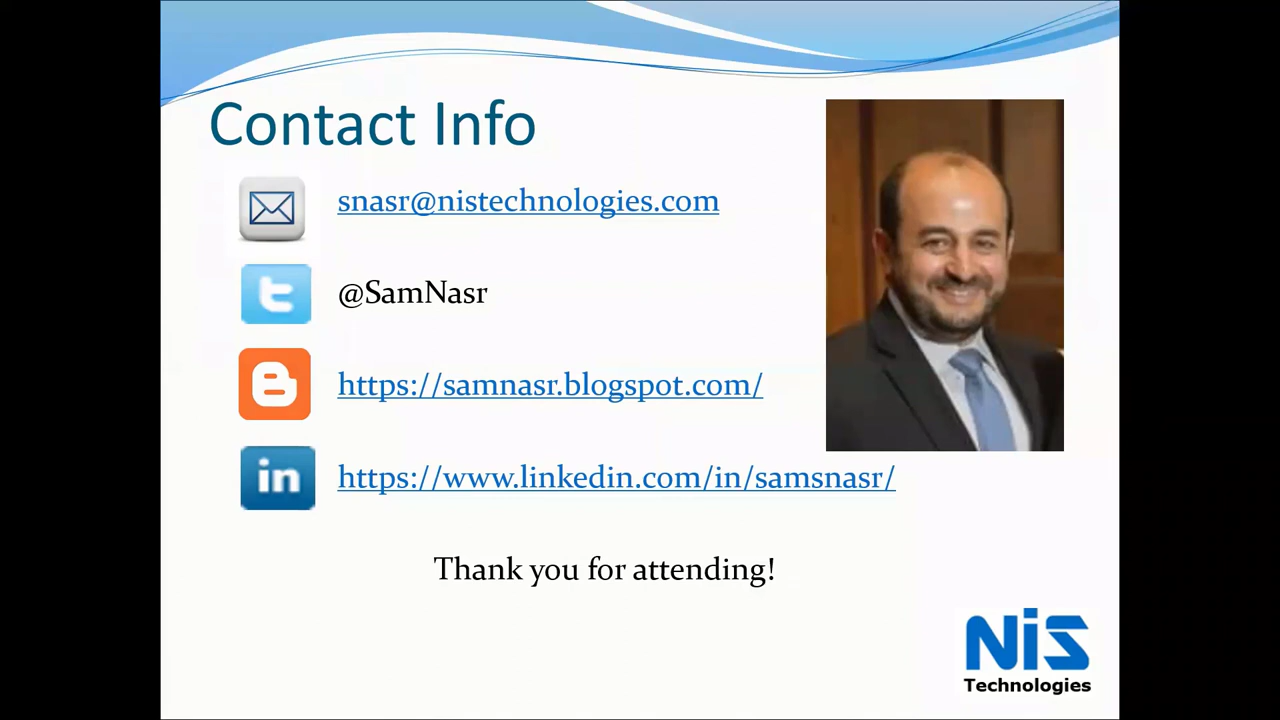 Contact Info
snasr@nistechnologies.com
@SamNasr
https://samnasr.blogspot.com/
in https://www.linkedin.com/in/samsnasr/
Thank you for attending!
NiS
Technologies